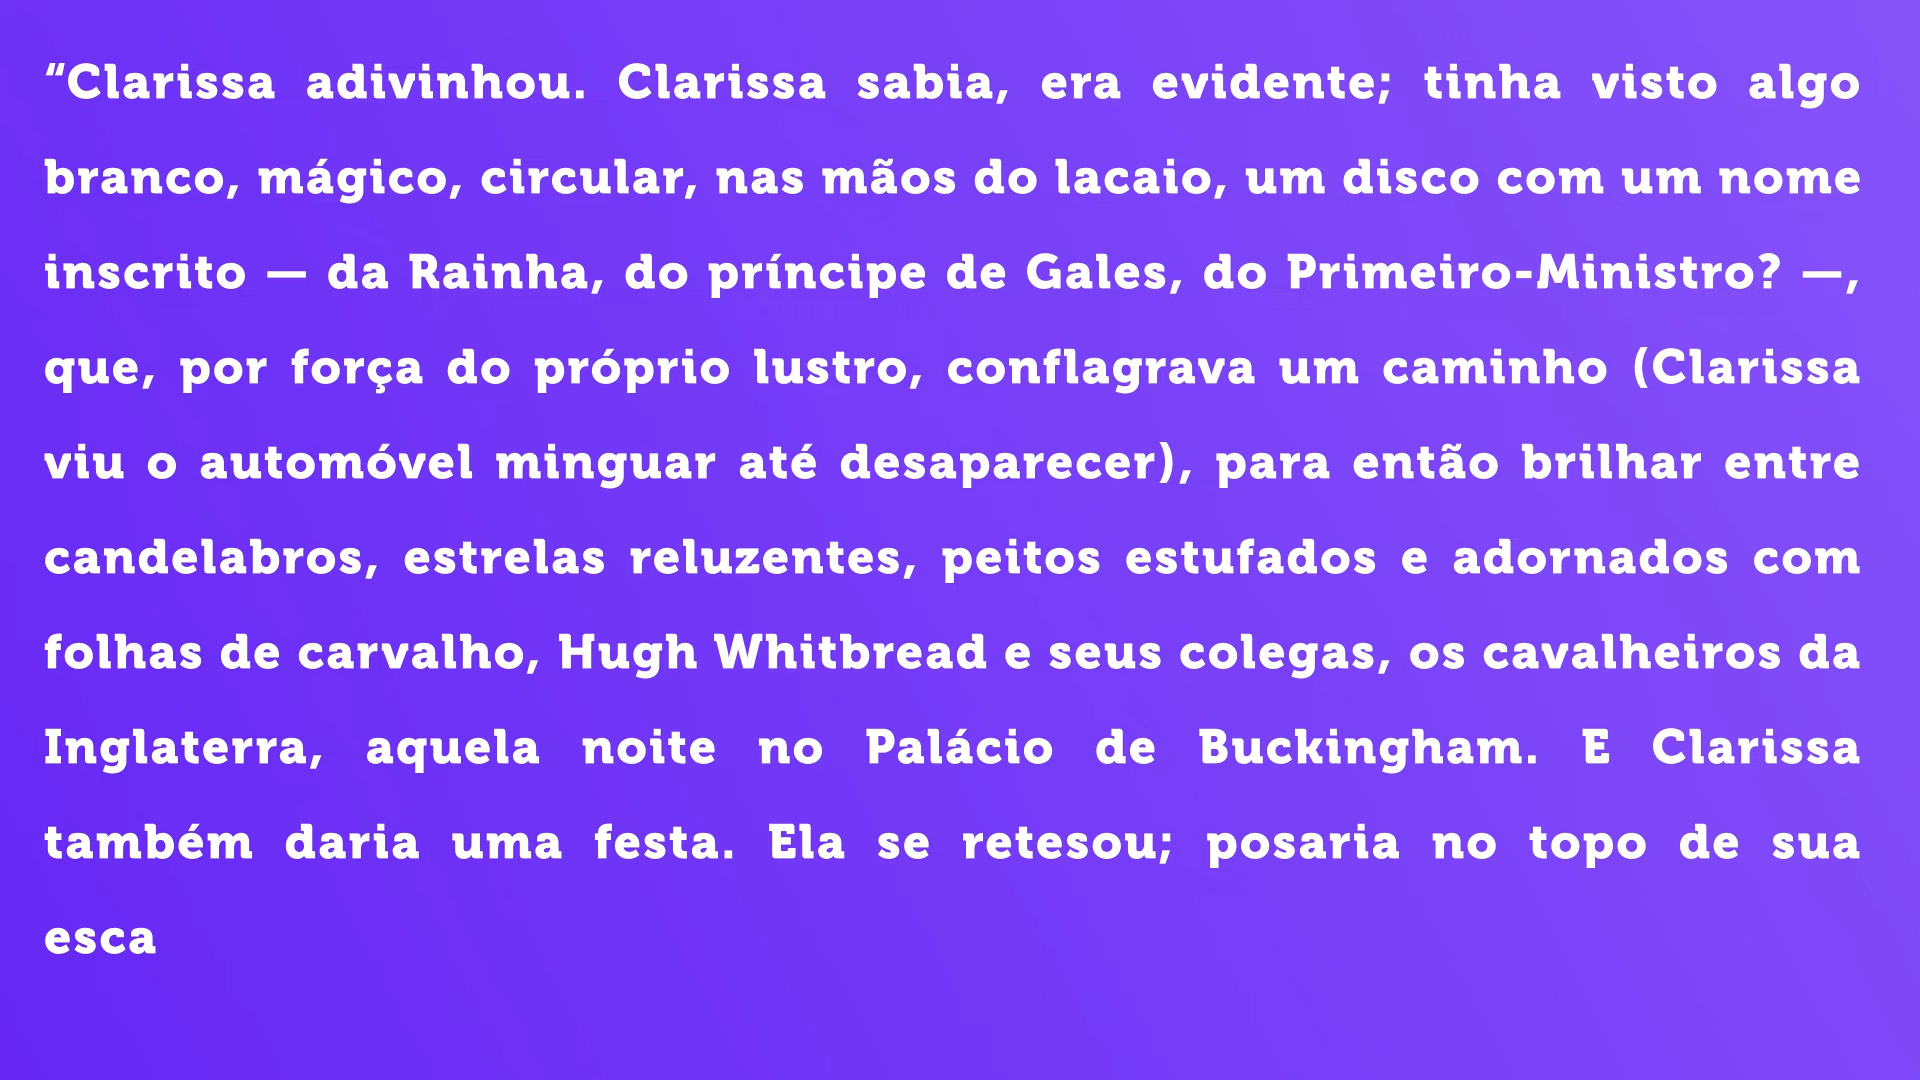 “Clarissa adivinhou. Clarissa sabia, era evidente; tinha visto algo
branco, mágico, circular, nas mãos do lacaio, um disco com um nome
inscrito — da Rainha, do príncipe de Gales, do Primeiro-Ministro? —,
que, por força do próprio lustro, conflagrava um caminho (Clarissa
viu o automóvel minguar até desaparecer), para então brilhar entre
candelabros, estrelas reluzentes, peitos estufados e adornados com
folhas de carvalho, Hugh Whitbread e seus colegas, os cavalheiros da
Inglaterra, aquela noite no Palácio de Buckingham. E Clarissa
também daria uma festa. Ela se retesou; posaria no topo de sua
esca